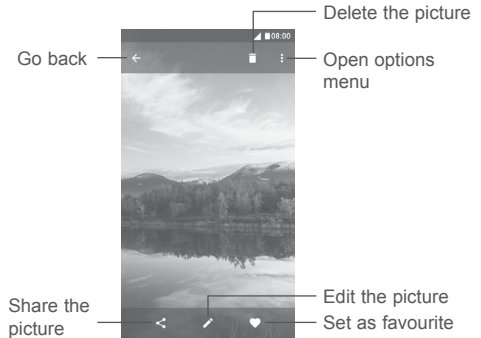 Delete the picture
08:00
Go back
Open options
menu
Share the
picture
Edit the picture
Set as favourite